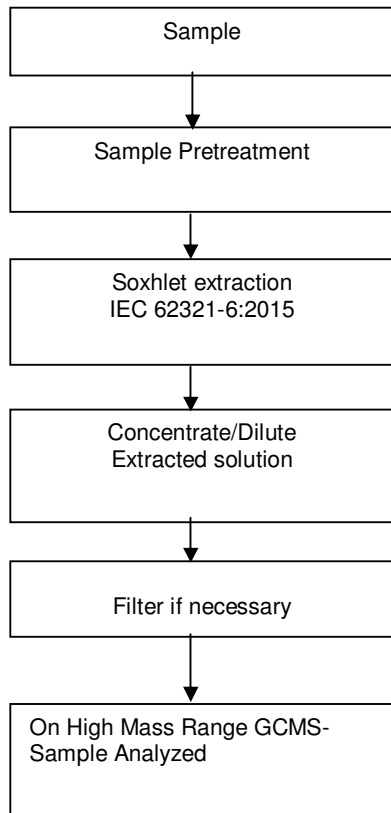 Sample
Sample Pretreatment
Soxhlet extraction
IEC 62321-6:2015
Concentrate/Dilute
Extracted solution
Filter if necessary
On High Mass Range GCMS-
Sample Analyzed